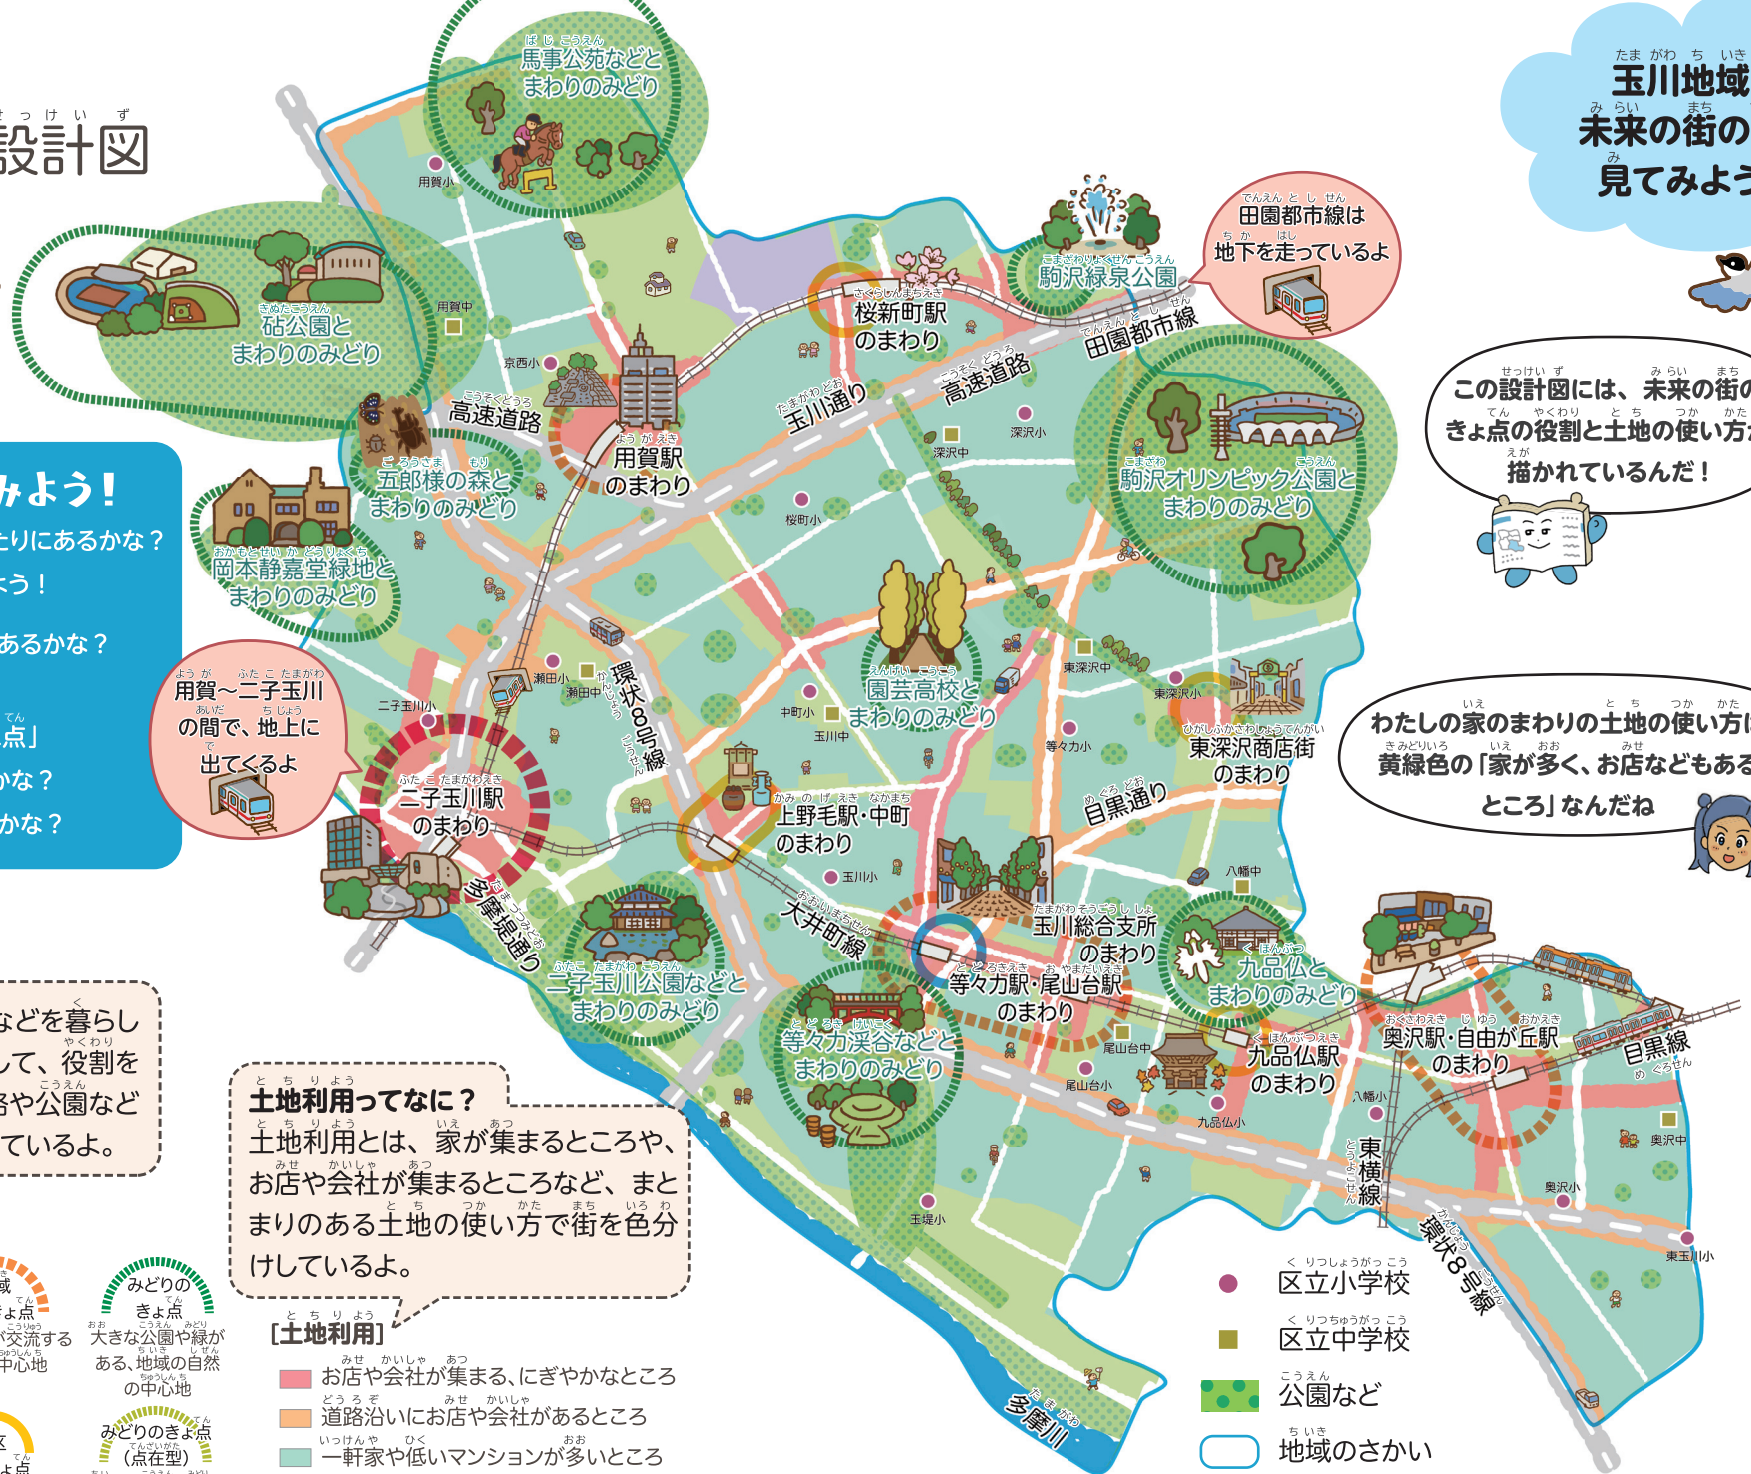 設計図
馬事公苑などと
まわりのみどり
用賀小
砧公園と
まわりのみどり
用賀中
京西小
高速道路
用賀駅
のまわり
五郎様の森と
まわりのみどり
岡本静嘉堂緑地と
まわりのみどり
桜新町駅
のまわり
玉川通り
高速道路
田園都市線
駒沢緑泉公園
田園都市線は
地下を走っているよ
玉川地域
未来の街の
見てみよう
この設計図には、未来の街の
きょ点の役割と土地の使い方が
描かれているんだ！
駒沢オリンピック公園と
まわりのみどり
深沢小
深沢中
桜町小
みよう！
たりにあるかな？
よう！
あるかな？
点」
かな？
かな？
用賀～二子玉川
の間で、地上に
出てくるよ
二子玉川小
瀬田小
瀬田中
環状8号線
中町小
玉川中
園芸高校と
まわりのみどり
東深沢中
東深沢小
等々力小
東深沢商店街
のまわり
わたしの家のまわりの土地の使い方は
黄緑色の「家が多く、お店などもある
ところ」なんだね
二子玉川駅
のまわり
上野毛駅・中町
のまわり
目黒通り
玉川小
八幡中
多摩堤通り
大井町線
二子玉川公園などと
まわりのみどり
玉川総合支所
のまわり
等々力駅・尾山台駅
のまわり
九品仏と
まわりのみどり
等々力渓谷などと
まわりのみどり
尾山台中
尾山台小
九品仏駅
のまわり
九品仏小
奥沢駅・自由が丘駅
のまわり
目黒線
八幡小
東横線
奥沢中
奥沢小
東玉川小
環状8号線
玉堤小
多摩川
などを暮らし
して、役割を
路や公園など
ているよ。
土地利用ってなに？
土地利用とは、家が集まるところや、
お店や会社が集まるところなど、まと
まりのある土地の使い方で街を色分
けしているよ。
[土地利用]
お店や会社が集まる、にぎやかなところ
道路沿いにお店や会社があるところ
一軒家や低いマンションが多いところ
域
きょ点
が交流する
中心地
みどりの
きょ点
大きな公園や緑が
ある、地域の自然
の中心地
区
きょ点
みどりのきょ点
（点在型）
区立小学校
区立中学校
公園など
地域のさかい